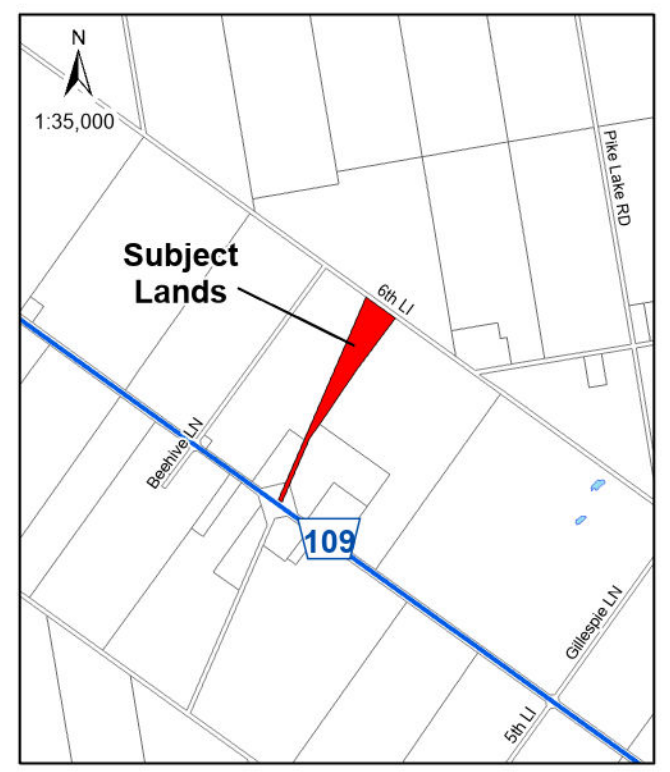 N
1:35,000
Pike Lake RD
Subject
Lands
6th LI
Beehive LN
109
Gillespie LN
5th LI